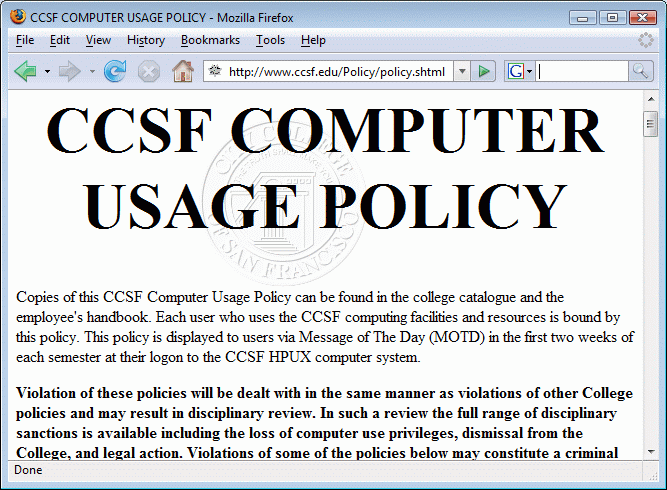 CCSF COMPUTER USAGE POLICY - Mozilla Firefox
File Edit View History Bookmarks Tools Help
http://www.ccsf.edu/Policy/policy.shtml G
CCSF COMPUTER
USAGE POLICY
CITY COLLEGE
OF SAN FRANCISCO
Copies of this CCSF Computer Usage Policy can be found in the college catalogue and the
employee's handbook. Each user who uses the CCSF computing facilities and resources is bound by
this policy. This policy is displayed to users via Message of The Day (MOTD) in the first two weeks of
each semester at their logon to the CCSF HPUX computer system.
Violation of these policies will be dealt with in the same manner as violations of other College
policies and may result in disciplinary review. In such a review the full range of disciplinary
sanctions is available including the loss of computer use privileges, dismissal from the
College, and legal action. Violations of some of the policies below may constitute a criminal
Done